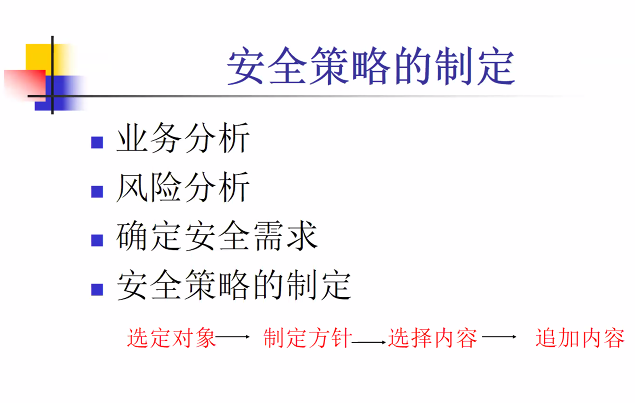 安全策略的制定
业务分析
风险分析
确定安全需求
安全策略的制定
选定对象 制定方针 选择内容 追加内容